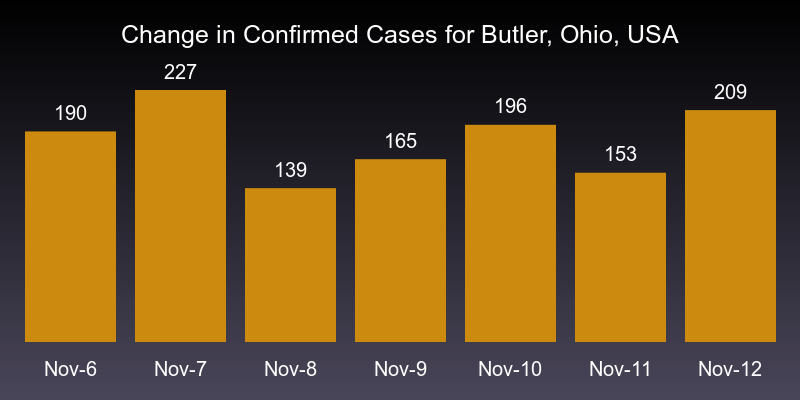 Change in Confirmed Cases for Butler, Ohio, USA
190 227 139 165 196 153 209
Nov-6 Nov-7 Nov-8 Nov-9 Nov-10 Nov-11 Nov-12